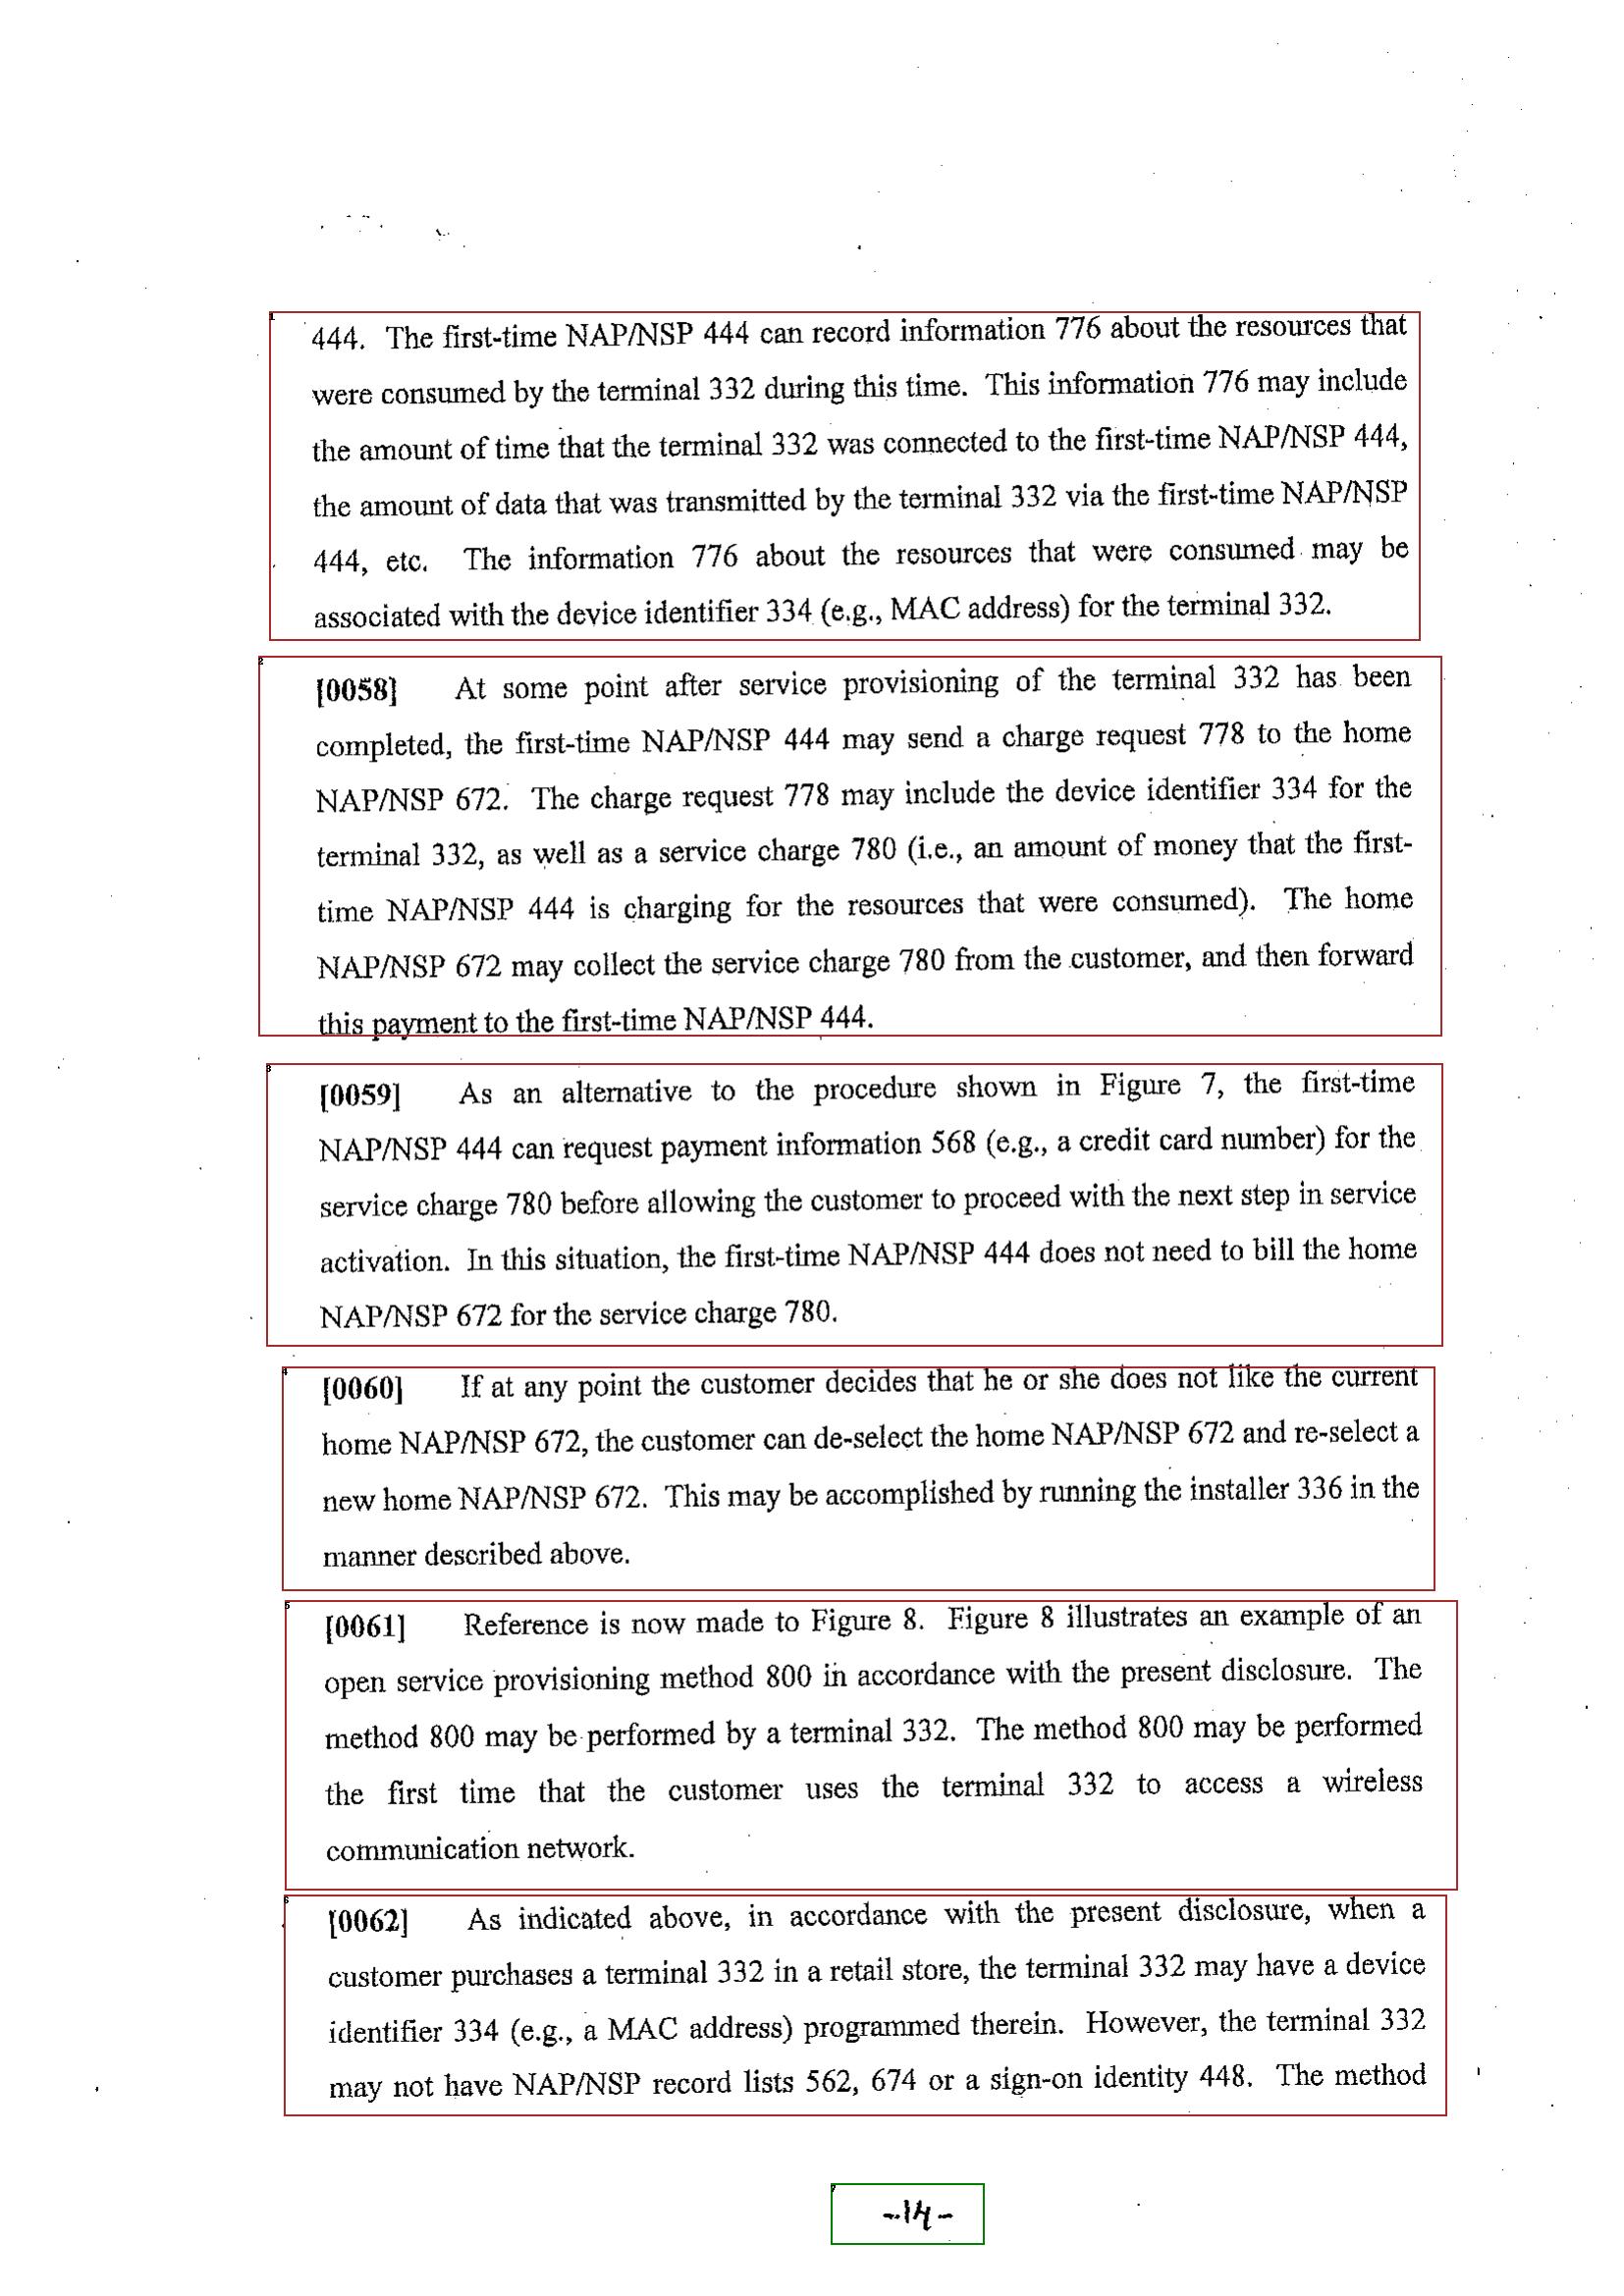 444. The first-time NAP/NSP 444 can record information 776 about the resources that
were consumed by the terminal 332 during this time. This information 776 may include
the amount of time that the terminal 332 was connected to the first-time NAP/NSP 444,
the amount of data that was transmitted by the terminal 332 via the first-time NAP/NSP
444, etc. The information 776 about the resources that were consumed may be
associated with the device identifier 334 (e.g., MAC address) for the terminal 332.
[0058] At some point after service provisioning of the terminal 332 has been
completed, the first-time NAP/NSP 444 may send a charge request 778 to the home
NAP/NSP 672. The charge request 778 may include the device identifier 334 for the
terminal 332, as well as a service charge 780 (i.e., an amount of money that the first-
time NAP/NSP 444 is charging for the resources that were consumed). The home
NAP/NSP 672 may collect the service charge 780 from the customer, and then forward
this payment to the first-time NAP/NSP 444.
[0059] As an alternative to the procedure shown in Figure 7, the first-time
NAP/NSP 444 can request payment information 568 (e.g., a credit card number) for the
service charge 780 before allowing the customer to proceed with the next step in service
activation. In this situation, the first-time NAP/NSP 444 does not need to bill the home
NAP/NSP 672 for the service charge 780.
[0060] If at any point the customer decides that he or she does not like the current
home NAP/NSP 672, the customer can de-select the home NAP/NSP 672 and re-select a
new home NAP/NSP 672. This may be accomplished by running the installer 336 in the
manner described above.
[0061] Reference is now made to Figure 8. Figure 8 illustrates an example of an
open service provisioning method 800 in accordance with the present disclosure. The
method 800 may be performed by a terminal 332. The method 800 may be performed
the first time that the customer uses the terminal 332 to access a wireless
communication network.
[0062] As indicated above, in accordance with the present disclosure, when a
customer purchases a terminal 332 in a retail store, the terminal 332 may have a device
identifier 334 (e.g., a MAC address) programmed therein. However, the terminal 332
may not have NAP/NSP record lists 562, 674 or a sign-on identity 448. The method
-14-